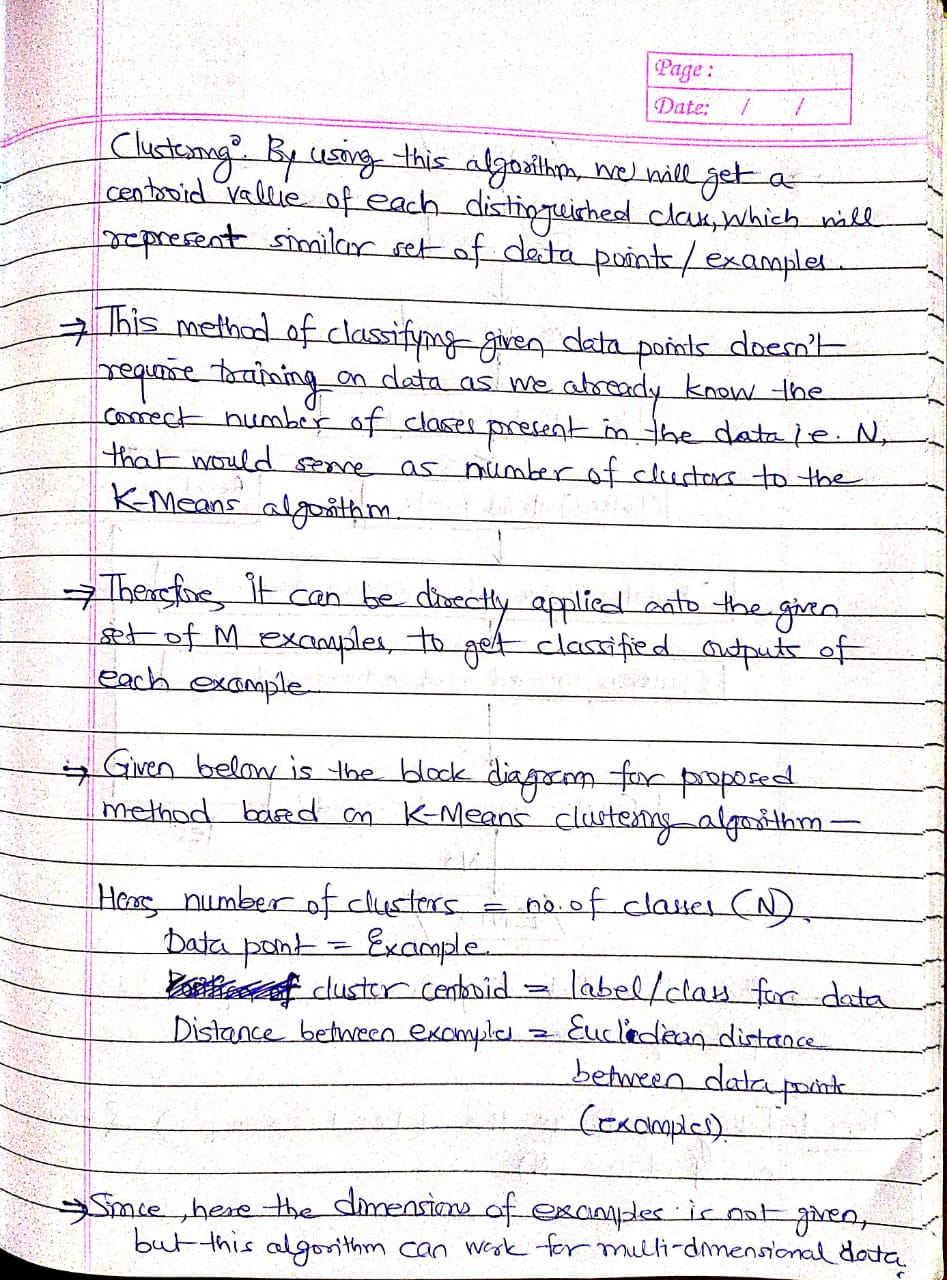 Page :
Date: / /
Clustering". By using this algorithm, we will get a
centroid value of each distinguished class, which will
represent similar set of data points / examples.
→ This method of classifying given data points doesn't
require training on data as we already know the
correct number of classes present in the data i.e. N,
that would serve as number of clusters to the
K-Means algorithm.
→ Therefore, it can be directly applied onto the given
set of M examples, to get classified outputs of
each example
→ Given below is the block diagram for proposed
method based on K-Means clustering algorithm —
Here, number of clusters = no. of classes (N).
Data point = Example.
cluster centroid = label/class for data
Distance between examples = Euclidean distance
between data points
(examples)
→ Since, here the dimensions of examples is not given,
but this algorithm can work for multi-dimensional data.